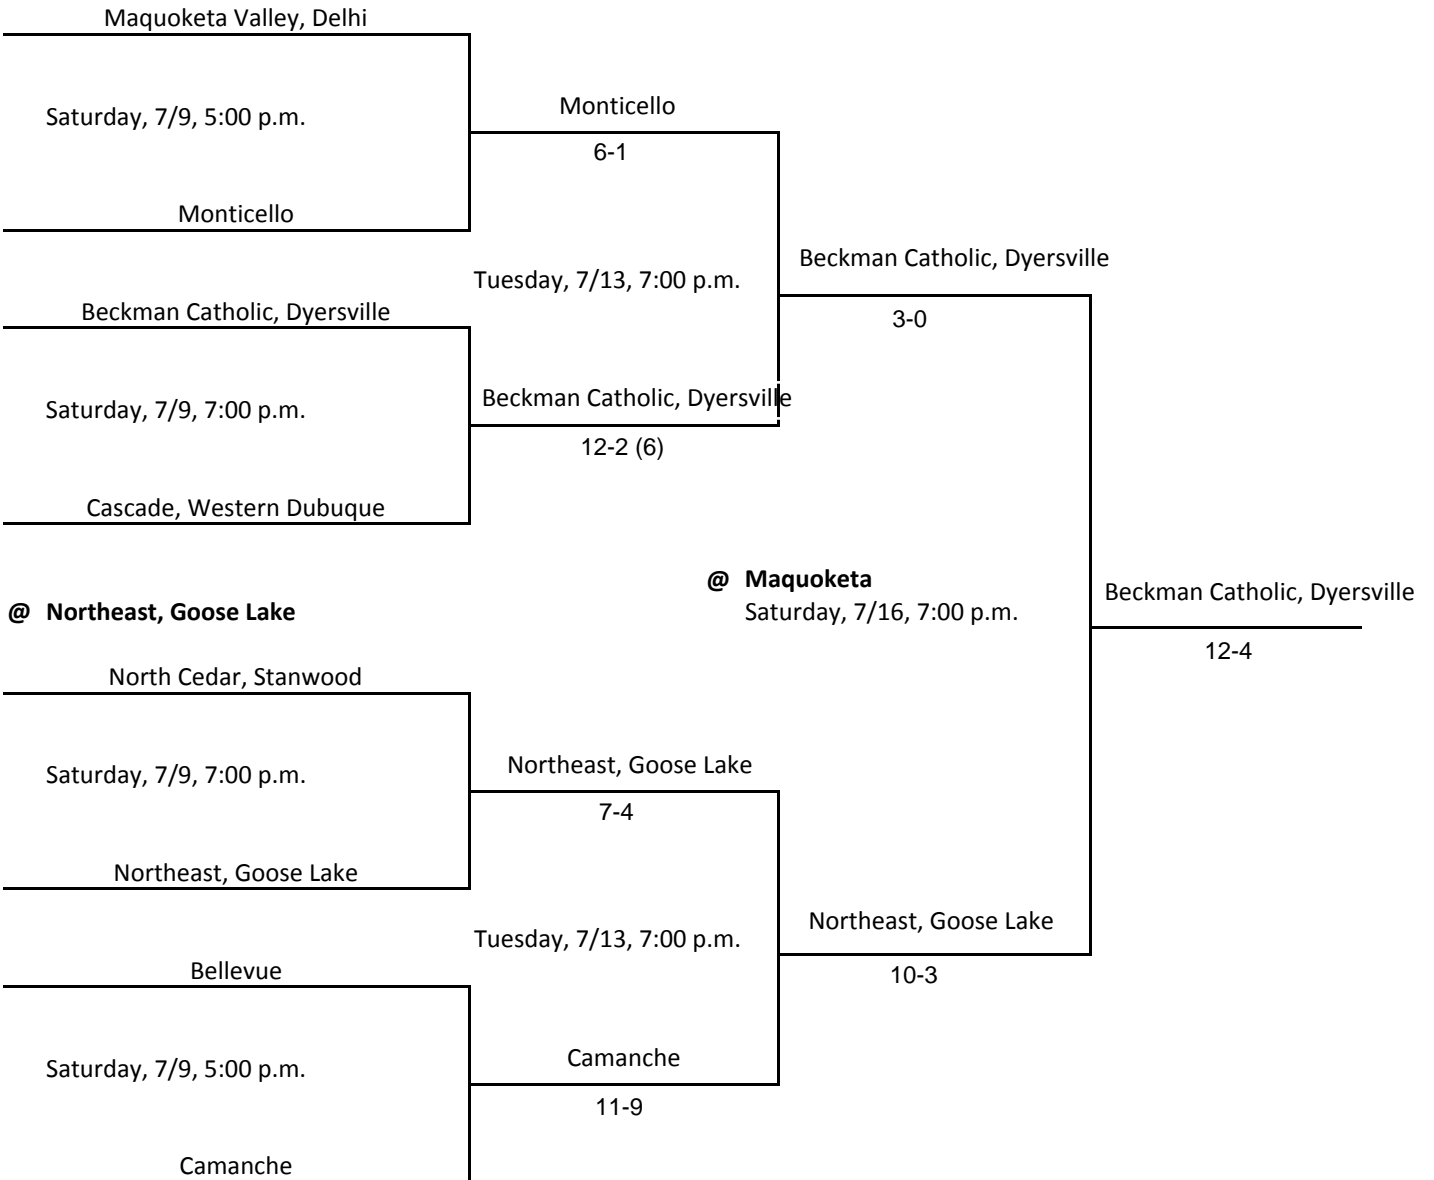 Maquoketa Valley, Delhi
Saturday, 7/9, 5:00 p.m.
Monticello
6-1
Monticello
Tuesday, 7/13, 7:00 p.m.
Beckman Catholic, Dyersville
3-0
Beckman Catholic, Dyersville
Saturday, 7/9, 7:00 p.m.
Beckman Catholic, Dyersville
12-2 (6)
Cascade, Western Dubuque
@ Maquoketa
Saturday, 7/16, 7:00 p.m.
Beckman Catholic, Dyersville
12-4
@ Northeast, Goose Lake
North Cedar, Stanwood
Saturday, 7/9, 7:00 p.m.
Northeast, Goose Lake
7-4
Northeast, Goose Lake
Tuesday, 7/13, 7:00 p.m.
Northeast, Goose Lake
10-3
Bellevue
Saturday, 7/9, 5:00 p.m.
Camanche
11-9
Camanche